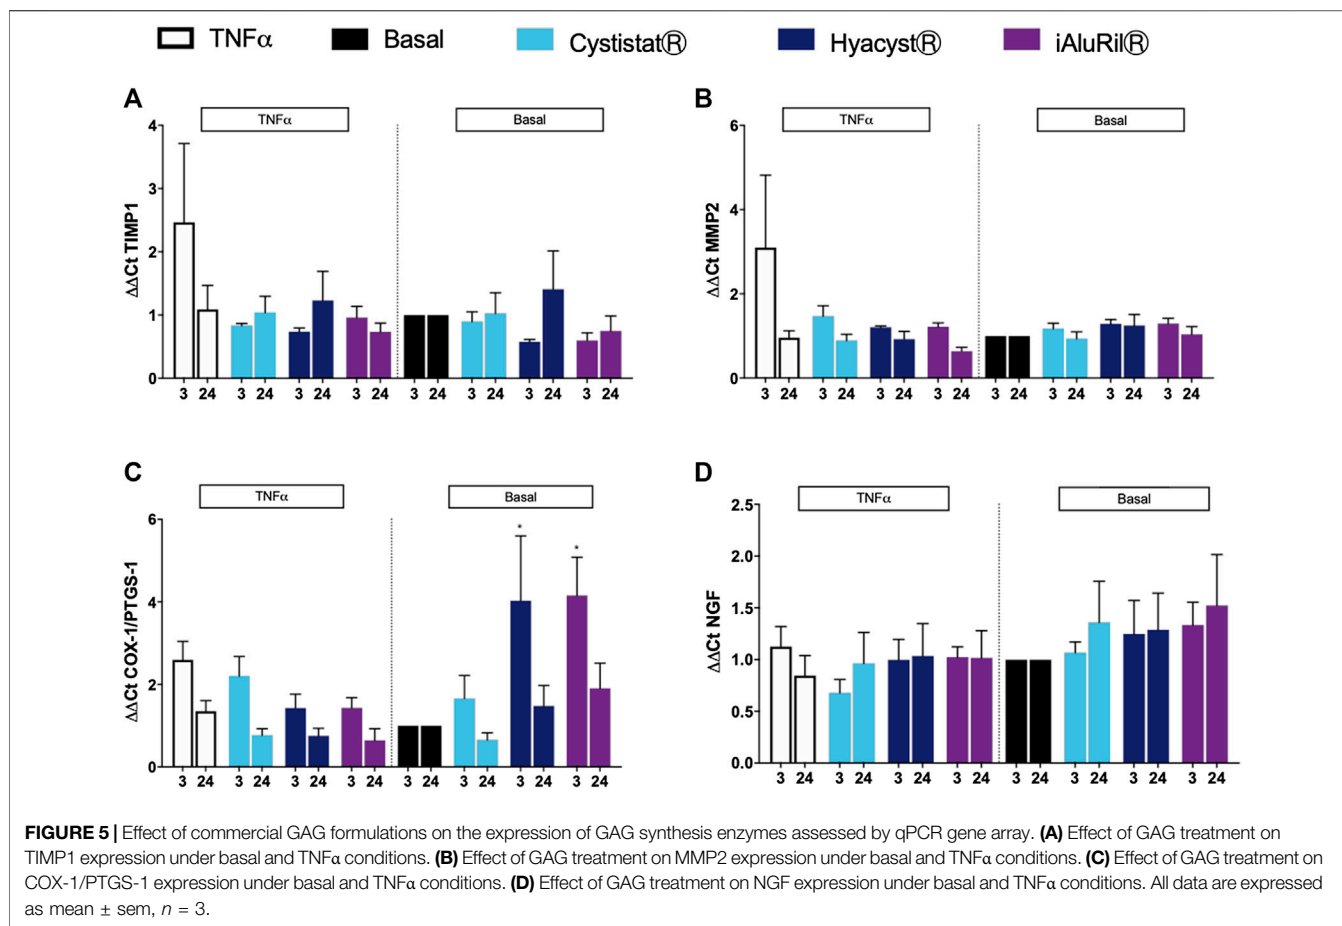 TNFα Basal Cystistat® Hyacyst® iAluRil®
A
TNFα Basal
ΔΔCt TIMP1
4
3
2
1
0
3 24 3 24 3 24 3 24 3 24 3 24 3 24 3 24
B
TNFα Basal
ΔΔCt MMP2
6
4
2
0
3 24 3 24 3 24 3 24 3 24 3 24 3 24 3 24
C
TNFα Basal
ΔΔCt COX-1/PTGS-1
6
4
2
0
* *
3 24 3 24 3 24 3 24 3 24 3 24 3 24 3 24
D
TNFα Basal
ΔΔCt NGF
2.5
2.0
1.5
1.0
0.5
0.0
3 24 3 24 3 24 3 24 3 24 3 24 3 24 3 24
FIGURE 5 | Effect of commercial GAG formulations on the expression of GAG synthesis enzymes assessed by qPCR gene array. (A) Effect of GAG treatment on
TIMP1 expression under basal and TNFα conditions. (B) Effect of GAG treatment on MMP2 expression under basal and TNFα conditions. (C) Effect of GAG treatment on
COX-1/PTGS-1 expression under basal and TNFα conditions. (D) Effect of GAG treatment on NGF expression under basal and TNFα conditions. All data are expressed
as mean ± sem, n = 3.